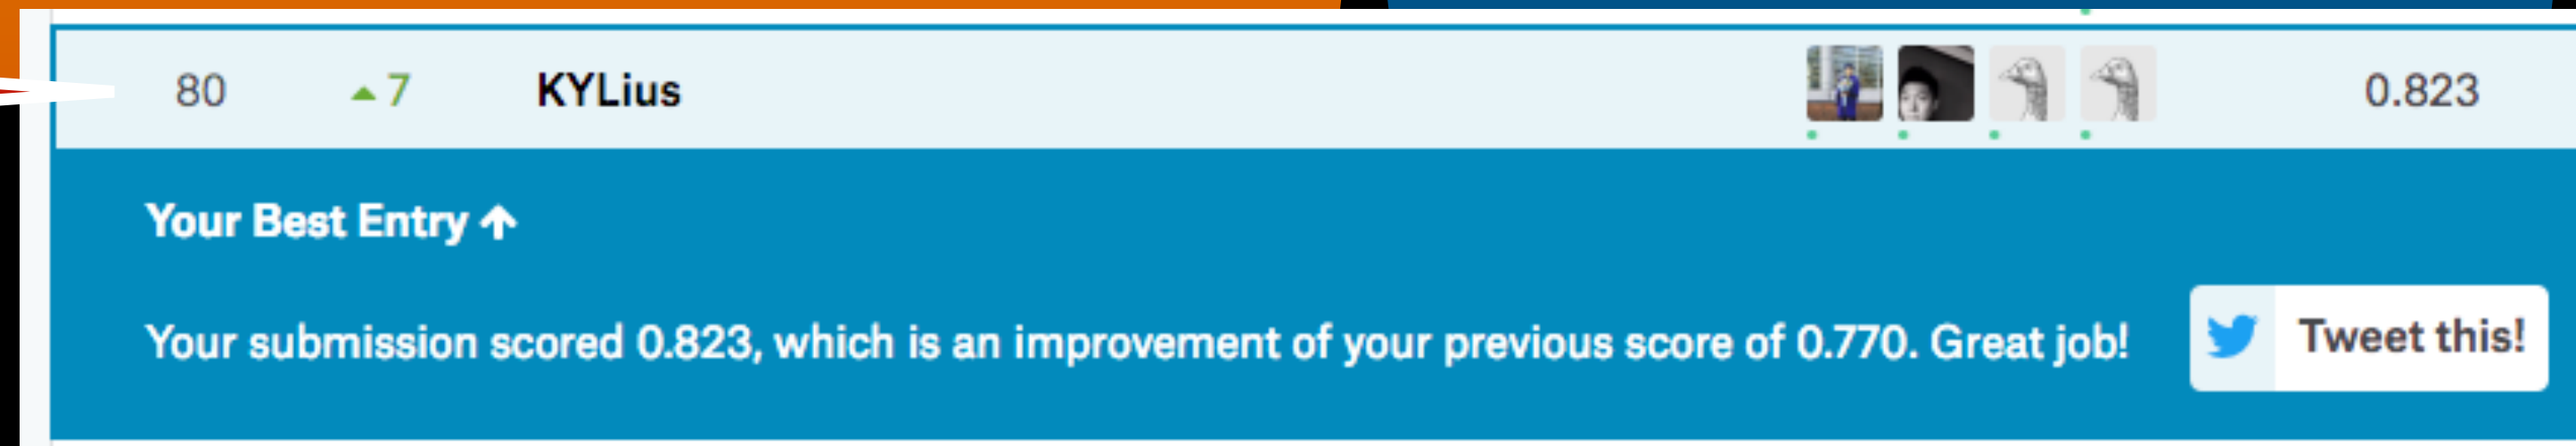 80 ▲7 KYLius 0.823
Your Best Entry ↑
Your submission scored 0.823, which is an improvement of your previous score of 0.770. Great job! Tweet this!